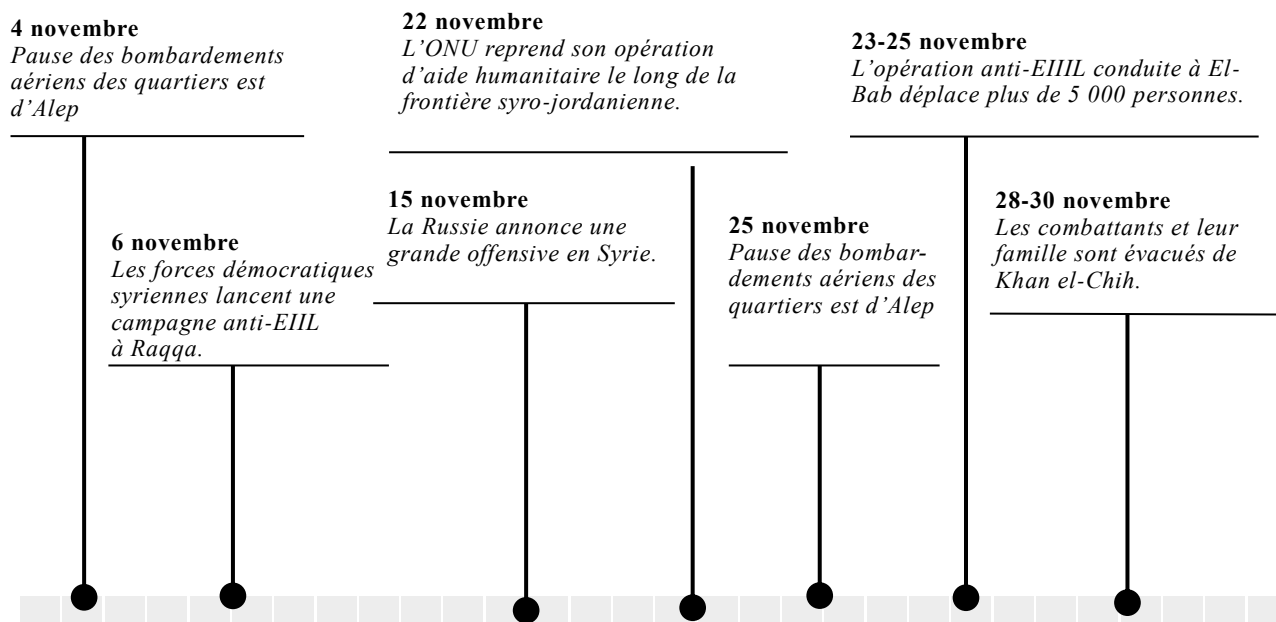 4 novembre
Pause des bombardements
aériens des quartiers est
d’Alep
6 novembre
Les forces démocratiques
syriennes lancent une
campagne anti-EIIL
à Raqqa.
22 novembre
L’ONU reprend son opération
d’aide humanitaire le long de la
frontière syro-jordanienne.
15 novembre
La Russie annonce une
grande offensive en Syrie.
25 novembre
Pause des bombar-
dements aériens des
quartiers est d’Alep
23-25 novembre
L’opération anti-EIIIL conduite à El-
Bab déplace plus de 5 000 personnes.
28-30 novembre
Les combattants et leur
famille sont évacués de
Khan el-Chih.